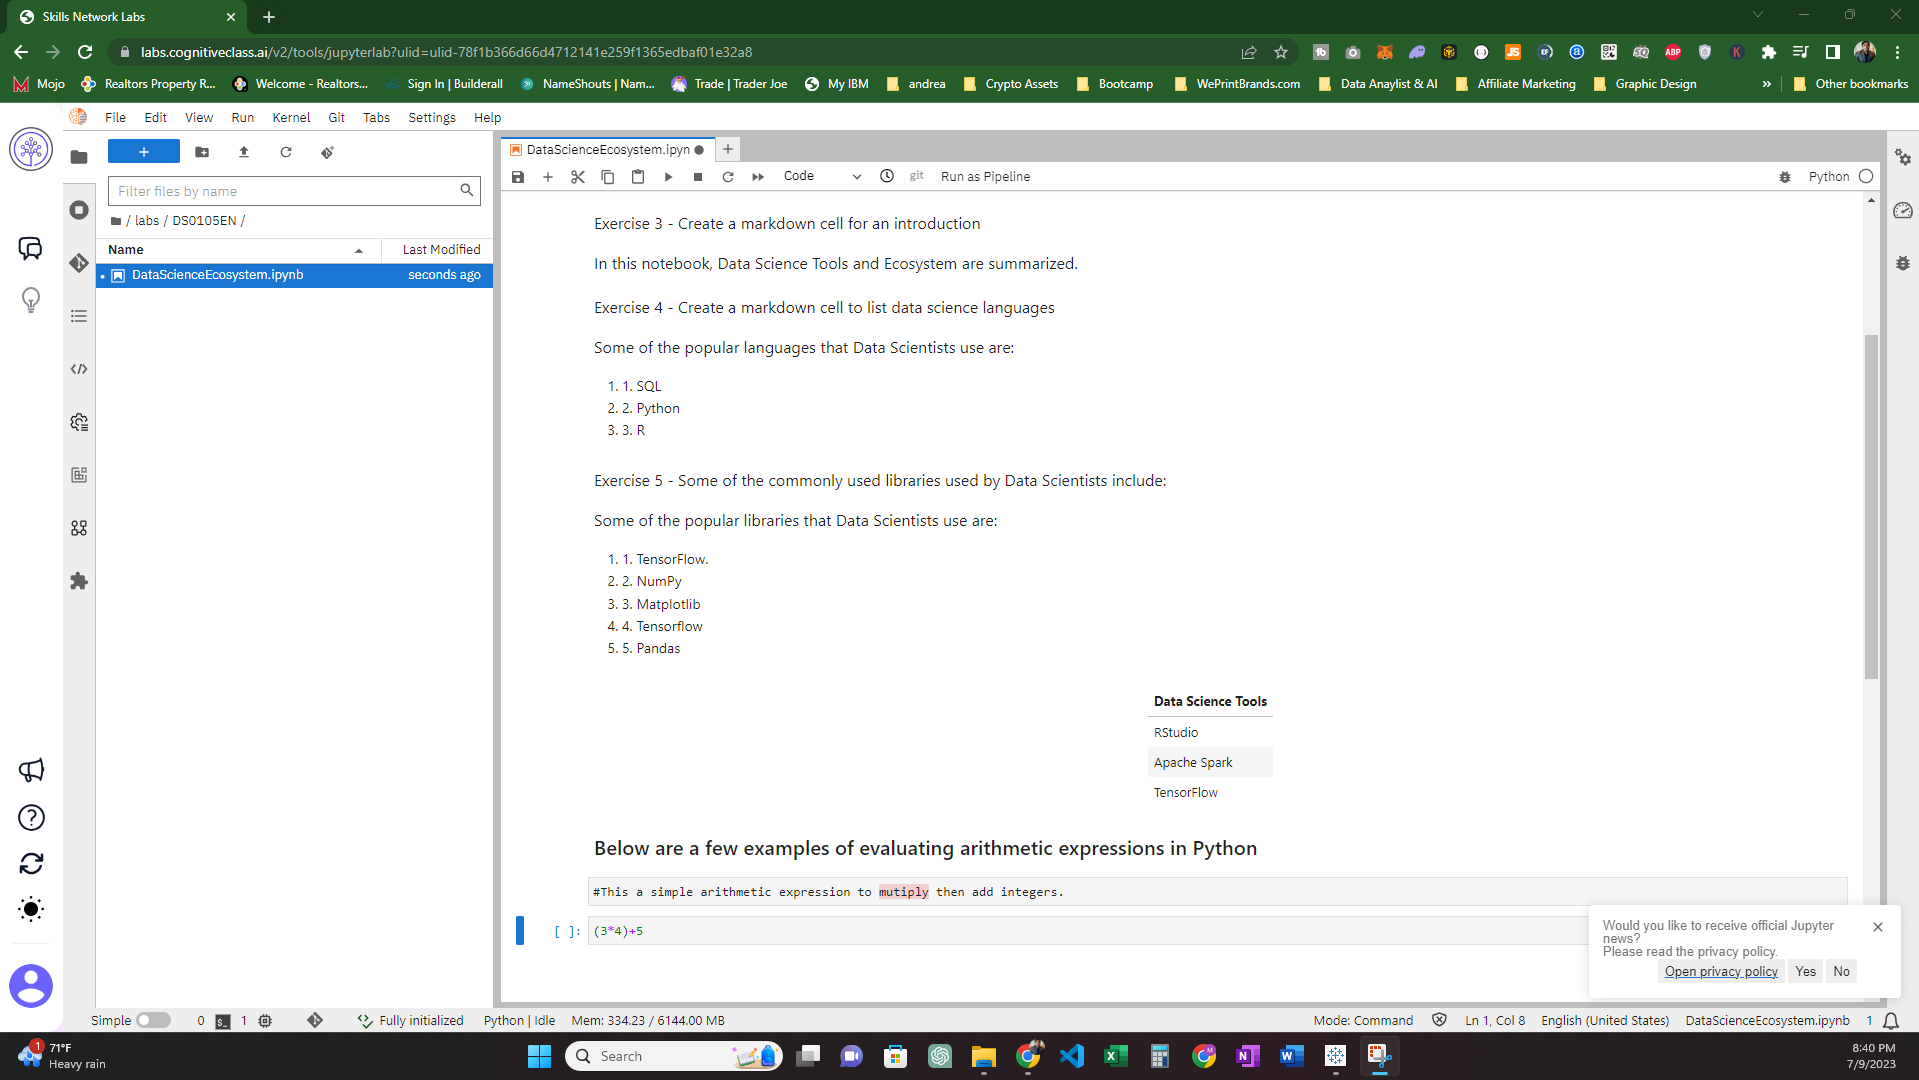 Skills Network Labs
labs.cognitiveclass.ai/v2/tools/jupyterlab?ulid=ulid-78f1b366d66d4712141e259f1365edbaf01e32a8
Mojo
Realtors Property R...
Welcome - Realtors...
Sign In | Builderall
NameShouts | Nam...
Trade | Trader Joe
My IBM
andrea
Crypto Assets
Bootcamp
WePrintBrands.com
Data Anaylist & AI
Affiliate Marketing
Graphic Design
»
Other bookmarks
File Edit View Run Kernel Git Tabs Settings Help
Filter files by name
/ labs / DS0105EN /
Name
Last Modified
DataScienceEcosystem.ipynb
seconds ago
DataScienceEcosystem.ipyn
Code
git
Run as Pipeline
Python
Exercise 3 - Create a markdown cell for an introduction
In this notebook, Data Science Tools and Ecosystem are summarized.
Exercise 4 - Create a markdown cell to list data science languages
Some of the popular languages that Data Scientists use are:
1. 1. SQL
2. 2. Python
3. 3. R
Exercise 5 - Some of the commonly used libraries used by Data Scientists include:
Some of the popular libraries that Data Scientists use are:
1. 1. TensorFlow.
2. 2. NumPy
3. 3. Matplotlib
4. 4. Tensorflow
5. 5. Pandas
Data Science Tools
RStudio
Apache Spark
TensorFlow
Below are a few examples of evaluating arithmetic expressions in Python
#This a simple arithmetic expression to mutiply then add integers.
[ ]: (3*4)+5
Would you like to receive official Jupyter
news?
Please read the privacy policy.
Open privacy policy
Yes
No
Simple
0
1
Fully initialized
Python | Idle
Mem: 334.23 / 6144.00 MB
Mode: Command
Ln 1, Col 8
English (United States)
DataScienceEcosystem.ipynb
1
1
71°F
Heavy rain
Search
8:40 PM
7/9/2023